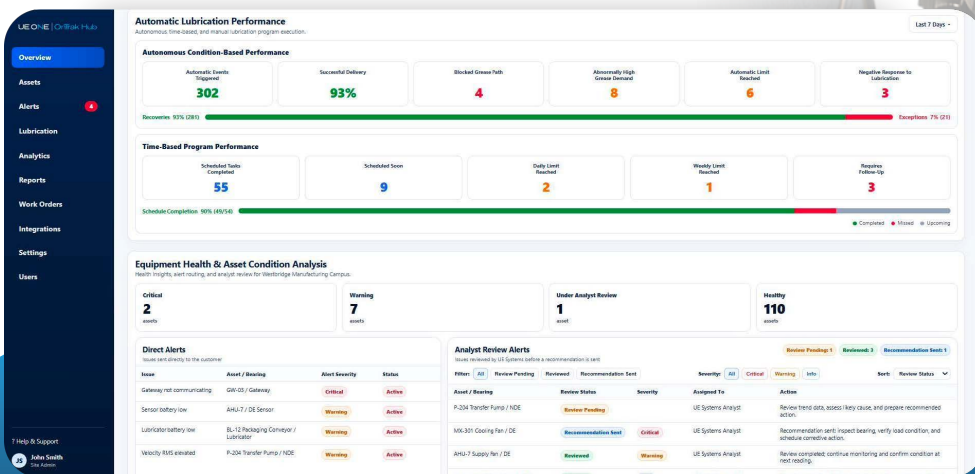 UE ONE | OnTrak Hub
Overview
Assets
Alerts 4
Lubrication
Analytics
Reports
Work Orders
Integrations
Settings
Users
? Help & Support
JS John Smith
Site Admin
Automatic Lubrication Performance
Autonomous, time-based, and manual lubrication program execution.
Last 7 Days
Autonomous Condition-Based Performance
Automatic Events
Triggered
302
Successful Delivery
93%
Blocked Grease Path
4
Abnormally High
Grease Demand
8
Automatic Limit
Reached
6
Negative Response to
Lubrication
3
Recoveries 93% (281) Exceptions 7% (21)
Time-Based Program Performance
Scheduled Tasks
Completed
55
Scheduled Soon
9
Daily Limit
Reached
2
Weekly Limit
Reached
1
Requires
Follow-Up
3
Schedule Completion 90% (49/54)
Completed Missed Upcoming
Equipment Health & Asset Condition Analysis
Health insights, alert routing, and analyst review for Westbridge Manufacturing Campus.
Critical
2
assets
Warning
7
assets
Under Analyst Review
1
asset
Healthy
110
assets
Direct Alerts
Issues sent directly to the customer
Issue Asset / Bearing Alert Severity Status
Gateway not communicating GW-03 / Gateway Critical Active
Sensor battery low AHU-7 / DE Sensor Warning Active
Lubricator battery low BL-12 Packaging Conveyor / Lubricator Warning Active
Velocity RMS elevated P-204 Transfer Pump / NDE Warning Active
Analyst Review Alerts
Issues reviewed by UE Systems before a recommendation is sent
Review Pending: 1 Reviewed: 3 Recommendation Sent: 1
Filter: All Review Pending Reviewed Recommendation Sent Severity: All Critical Warning Info Sort: Review Status
Asset / Bearing Review Status Severity Assigned To Action
P-204 Transfer Pump / NDE Review Pending UE Systems Analyst Review trend data, assess likely cause, and prepare recommended action.
MX-301 Cooling Fan / DE Recommendation Sent Critical UE Systems Analyst Recommendation sent: inspect bearing, verify load condition, and schedule corrective action.
AHU-7 Supply Fan / DE Reviewed Warning UE Systems Analyst Review completed; continue monitoring and confirm condition at next reading.